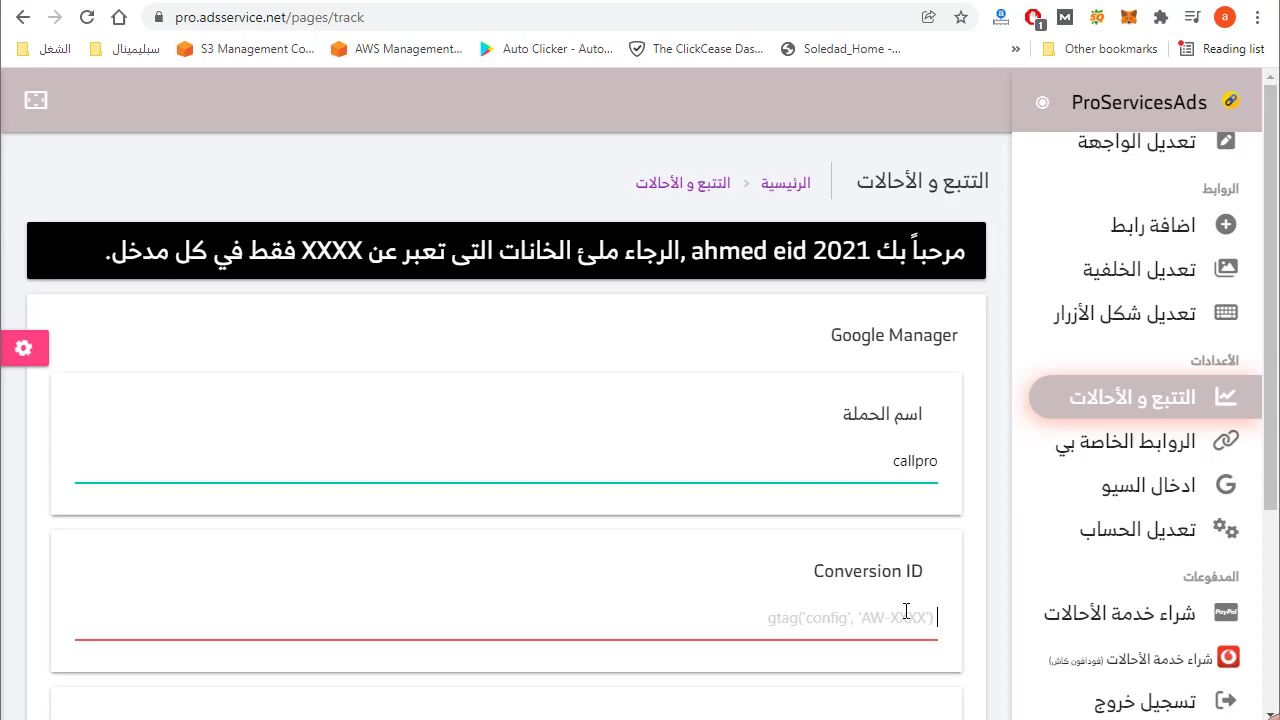 pro.adsservice.net/pages/track
الشغل
سيليمينال
S3 Management Co...
AWS Management...
Auto Clicker - Auto...
The ClickCease Das...
Soledad_Home -...
»
Other bookmarks
Reading list
ProServicesAds
تعديل الواجهة
الروابط
اضافة رابط
تعديل الخلفية
تعديل شكل الأزرار
الأعدادات
التتبع و الأحالات
الروابط الخاصة بي
ادخال السيو
تعديل الحساب
المدفوعات
شراء خدمة الأحالات
شراء خدمة الأحالات (فودافون كاش)
تسجيل خروج
التتبع و الأحالات
الرئيسية > التتبع و الأحالات
مرحباً بك ahmed eid 2021 ,الرجاء ملئ الخانات التى تعبر عن XXXX فقط في كل مدخل.
Google Manager
اسم الحملة
callpro
Conversion ID
gtag('config', 'AW-XXXX')